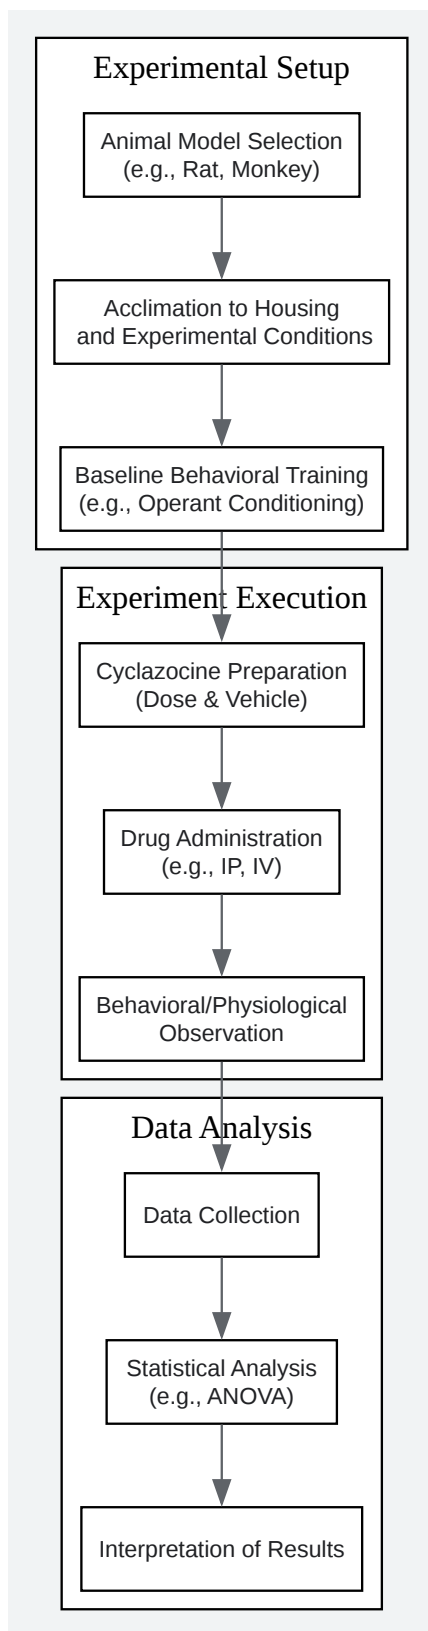 Experimental Setup
Animal Model Selection
(e.g., Rat, Monkey)
Acclimation to Housing
and Experimental Conditions
Baseline Behavioral Training
(e.g., Operant Conditioning)
Experiment Execution
Cyclazocine Preparation
(Dose & Vehicle)
Drug Administration
(e.g., IP, IV)
Behavioral/Physiological
Observation
Data Analysis
Data Collection
Statistical Analysis
(e.g., ANOVA)
Interpretation of Results